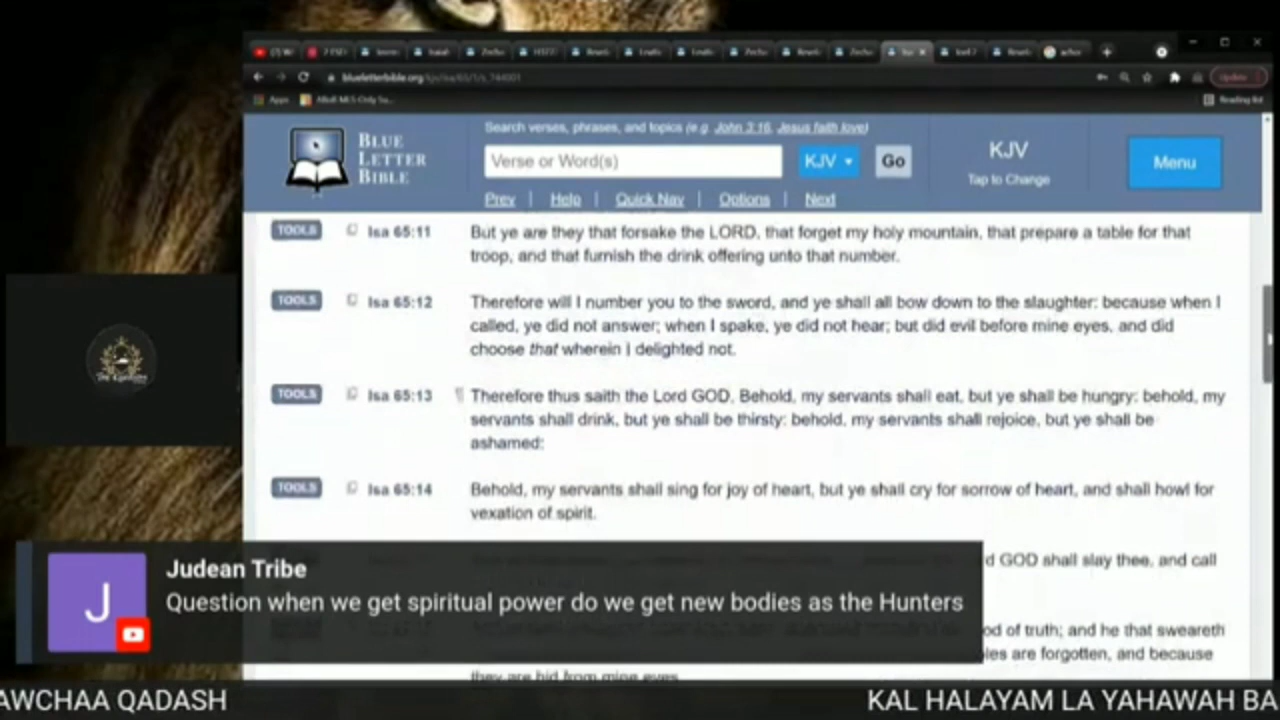 blueletterbible.org
Apps
Reading list
BLUE
LETTER
BIBLE
Search verses, phrases, and topics (e.g. John 3:16, Jesus faith love)
Verse or Word(s)
KJV
Go
KJV
Tap to Change
Menu
Prev | Help | Quick Nav | Options | Next
TOOLS Isa 65:11 But ye are they that forsake the LORD, that forget my holy mountain, that prepare a table for that
troop, and that furnish the drink offering unto that number.
TOOLS Isa 65:12 Therefore will I number you to the sword, and ye shall all bow down to the slaughter: because when I
called, ye did not answer; when I spake, ye did not hear; but did evil before mine eyes, and did
choose that wherein I delighted not.
TOOLS Isa 65:13 ¶ Therefore thus saith the Lord GOD, Behold, my servants shall eat, but ye shall be hungry: behold, my
servants shall drink, but ye shall be thirsty: behold, my servants shall rejoice, but ye shall be
ashamed:
TOOLS Isa 65:14 Behold, my servants shall sing for joy of heart, but ye shall cry for sorrow of heart, and shall howl for
vexation of spirit.
d GOD shall slay thee, and call
od of truth; and he that sweareth
les are forgotten, and because
they are hid from mine eyes
J
Judean Tribe
Question when we get spiritual power do we get new bodies as the Hunters
AWCHAA QADASH
KAL HALAYAM LA YAHAWAH BA